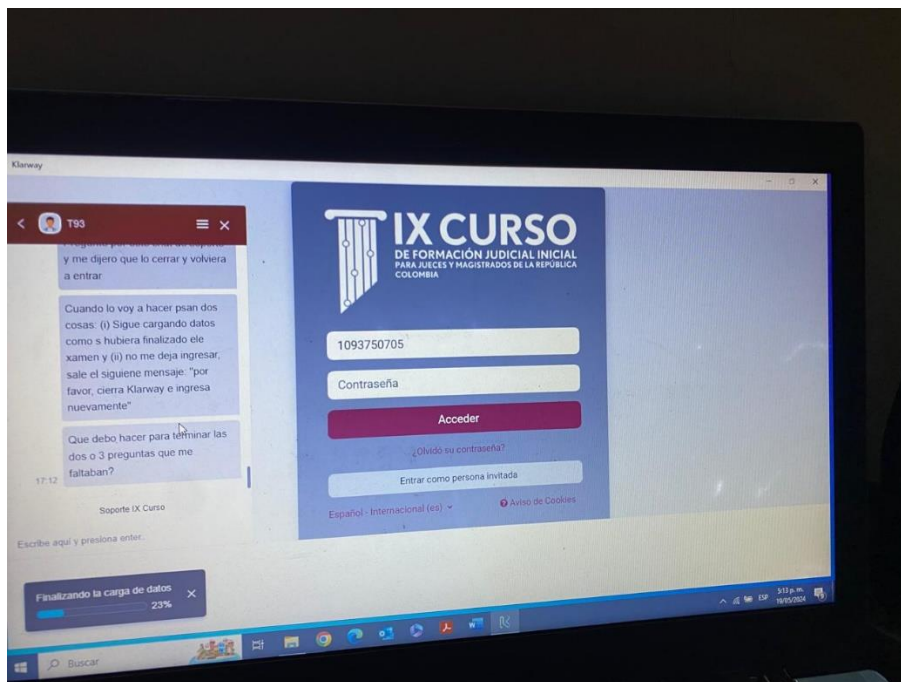 Klarway
T93
y me dijero que lo cerrar y volviera
a entrar
Cuando lo voy a hacer psan dos
cosas: (i) Sigue cargando datos
como s hubiera finalizado ele
xamen y (ii) no me deja ingresar,
sale el siguiene mensaje: "por
favor, cierra Klarway e ingresa
nuevamente"
Que debo hacer para terminar las
dos o 3 preguntas que me
faltaban?
17:12
Soporte IX Curso
Escribe aquí y presiona enter..
Finalizando la carga de datos
23%
IX CURSO
DE FORMACIÓN JUDICIAL INICIAL
PARA JUECES Y MAGISTRADOS DE LA REPÚBLICA
COLOMBIA
1093750705
Contraseña
Acceder
¿Olvidó su contraseña?
Entrar como persona invitada
Español - Internacional (es)
Aviso de Cookies
Buscar
ESP
5:13 p. m.
19/05/2024